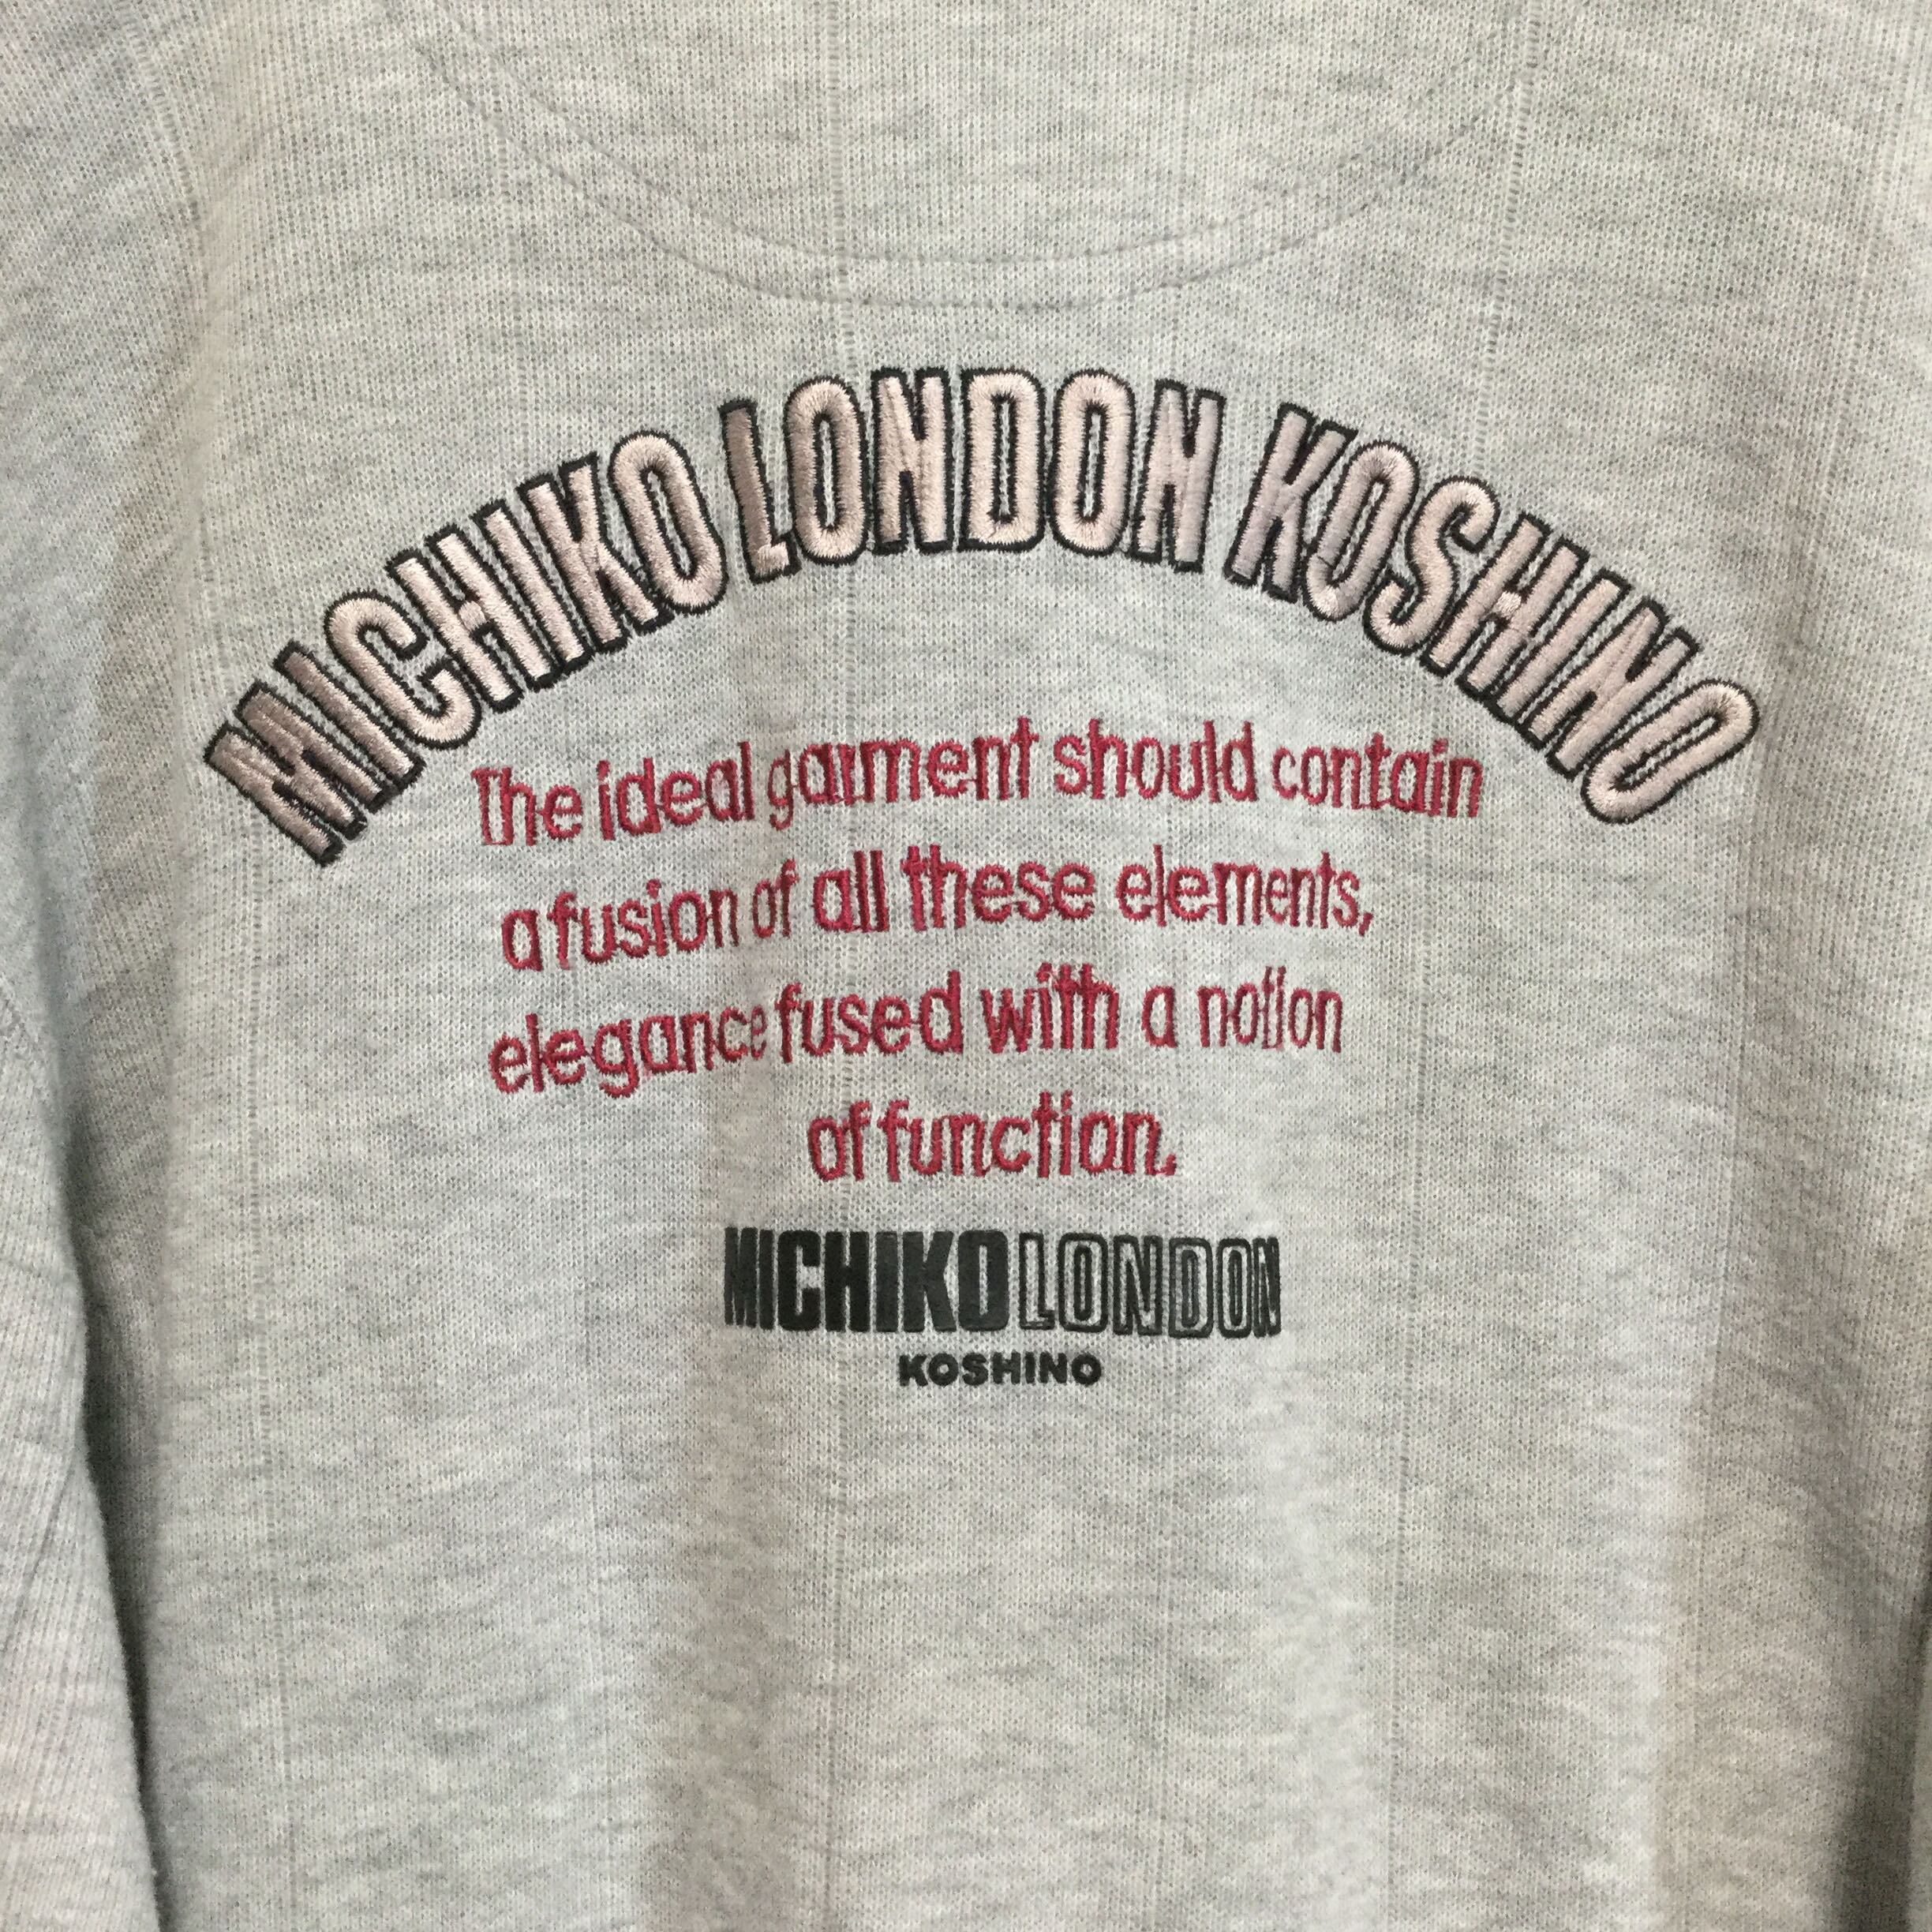 MICHIKO LONDON KOSHINO
The ideal garment should contain
a fusion of all these elements,
elegance fused with a notion
of function.
MICHIKO LONDON
KOSHINO